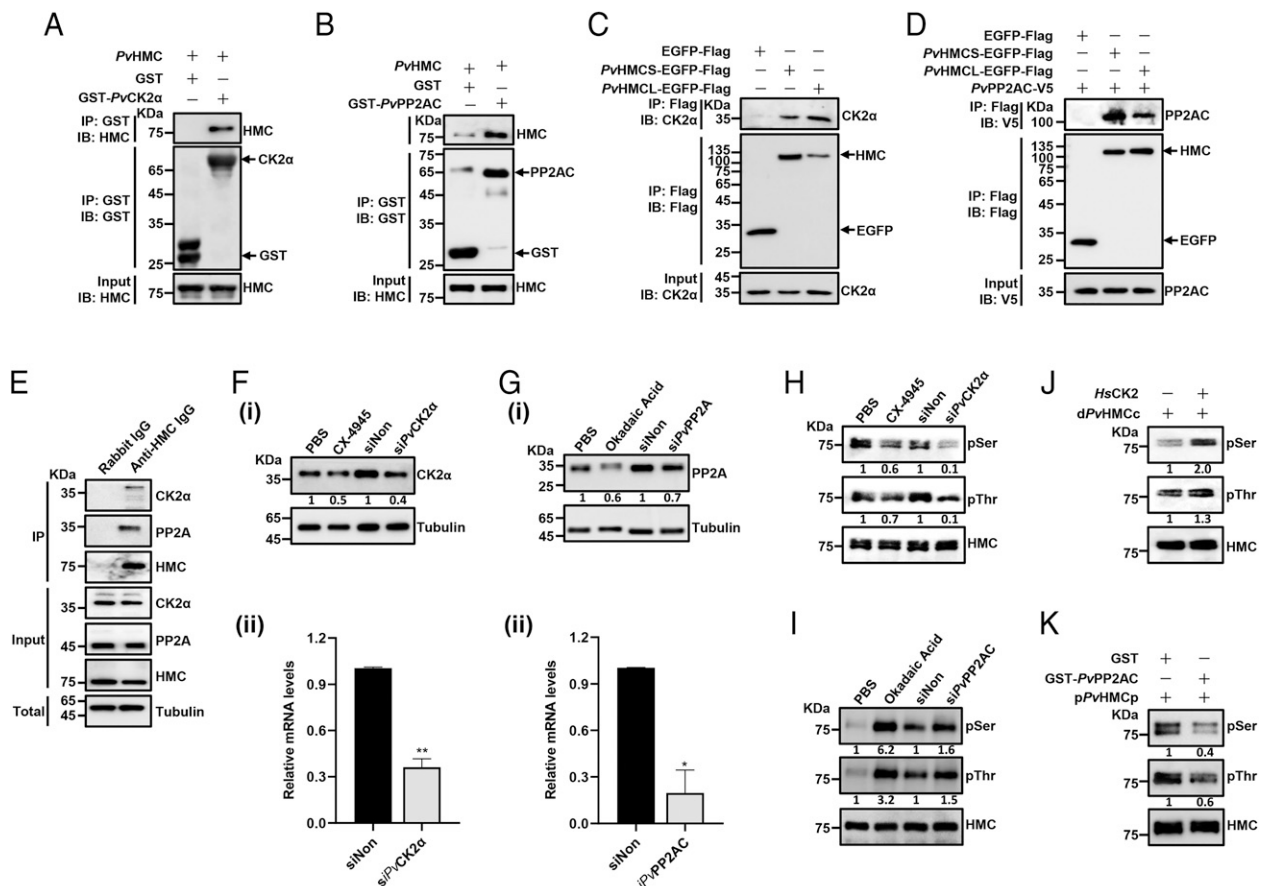 A
PvHMC + +
GST + −
GST-PvCK2α − +
KDa
IP: GST
IB: HMC
75
HMC
IP: GST
IB: GST
65
45
35
25
CK2α
GST
Input
IB: HMC
75
HMC
B
PvHMC + +
GST + −
GST-PvPP2AC − +
KDa
75
HMC
IP: GST
IB: GST
65
45
35
25
PP2AC
GST
Input
IB: HMC
75
HMC
C
EGFP-Flag + − −
PvHMCS-EGFP-Flag − + −
PvHMCL-EGFP-Flag − − +
IP: Flag KDa
IB: CK2α
35
CK2α
IP: Flag
IB: Flag
135
100
75
65
45
35
25
HMC
EGFP
Input
IB: CK2α
45
35
CK2α
D
EGFP-Flag + − −
PvHMCS-EGFP-Flag − + −
PvHMCL-EGFP-Flag − − +
PvPP2AC-V5 + + +
IP: Flag KDa
IB: V5
100
PP2AC
IP: Flag
IB: Flag
135
100
75
65
45
35
25
HMC
EGFP
Input
IB: V5
35
PP2AC
E
Rabbit IgG
Anti-HMC IgG
KDa
IP
35
CK2α
35
PP2A
75
HMC
Input
35
CK2α
45
PP2A
75
HMC
Total
65
45
Tubulin
F
(i)
PBS
CX-4945
siNon
siPvCK2α
KDa
45
35
CK2α
1 0.5 1 0.4
65
45
Tubulin
(ii)
Relative mRNA levels
1.2
0.9
0.6
0.3
0.0
**
siNon
siPvCK2α
G
(i)
PBS
Okadaic Acid
siNon
siPvPP2A
KDa
45
35
25
PP2A
1 0.6 1 0.7
65
45
Tubulin
(ii)
Relative mRNA levels
1.2
0.9
0.6
0.3
0.0
*
siNon
iPvPP2AC
H
PBS
CX-4945
siNon
siPvCK2α
KDa
75
pSer
1 0.6 1 0.1
75
pThr
1 0.7 1 0.1
75
HMC
I
PBS
Okadaic Acid
siNon
siPvPP2AC
KDa
75
pSer
1 6.2 1 1.6
75
pThr
1 3.2 1 1.5
75
HMC
J
HsCK2 − +
dPvHMCc + +
KDa
75
pSer
1 2.0
75
pThr
1 1.3
75
HMC
K
GST + −
GST-PvPP2AC − +
pPvHMCp + +
KDa
75
pSer
1 0.4
75
pThr
1 0.6
75
HMC